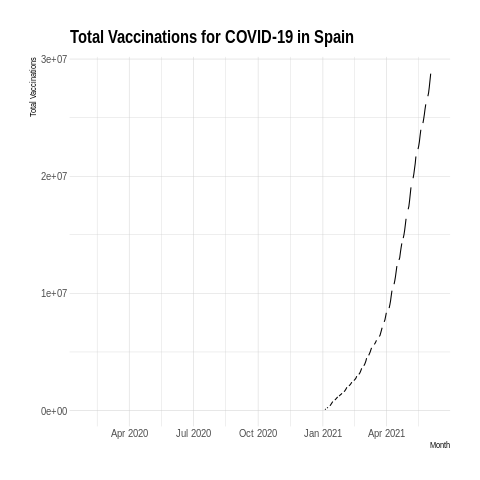 Total Vaccinations for COVID-19 in Spain
Total Vaccinations
3e+07
2e+07
1e+07
0e+00
Apr 2020 Jul 2020 Oct 2020 Jan 2021 Apr 2021
Month